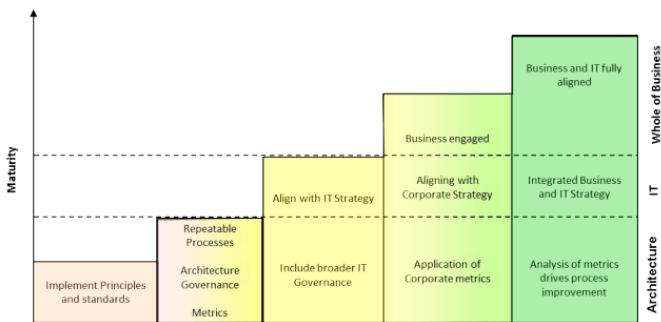 Maturity
Implement Principles
and standards
Repeatable
Processes
Architecture
Governance
Metrics
Align with IT Strategy
Include broader IT
Governance
Business engaged
Aligning with
Corporate Strategy
Application of
Corporate metrics
Business and IT fully
aligned
Integrated Business
and IT Strategy
Analysis of metrics
drives process
improvement
Whole of Business
IT
Architecture